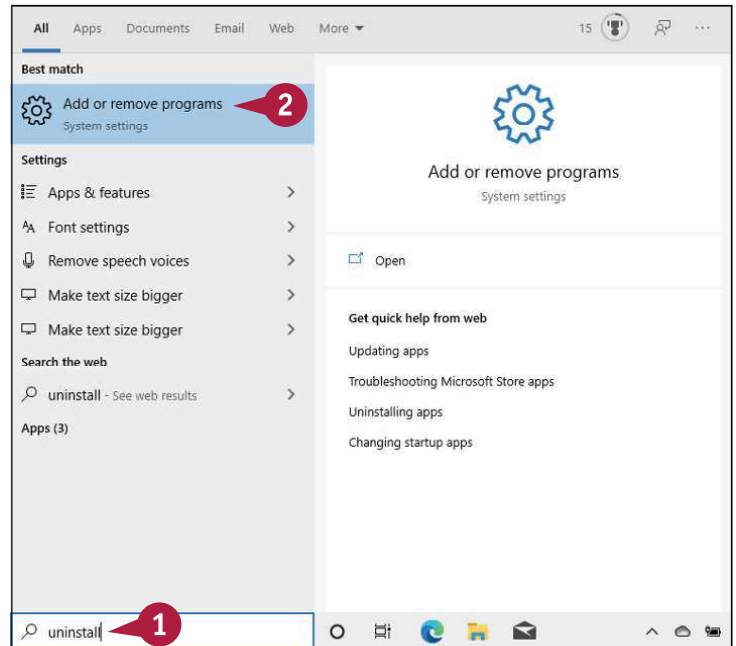 All Apps Documents Email Web More 15 ...
Best match
Add or remove programs 2
System settings
Settings
Apps & features
Font settings
Remove speech voices
Make text size bigger
Make text size bigger
Search the web
uninstall - See web results
Apps (3)
Add or remove programs
System settings
Open
Get quick help from web
Updating apps
Troubleshooting Microsoft Store apps
Uninstalling apps
Changing startup apps
uninstall 1